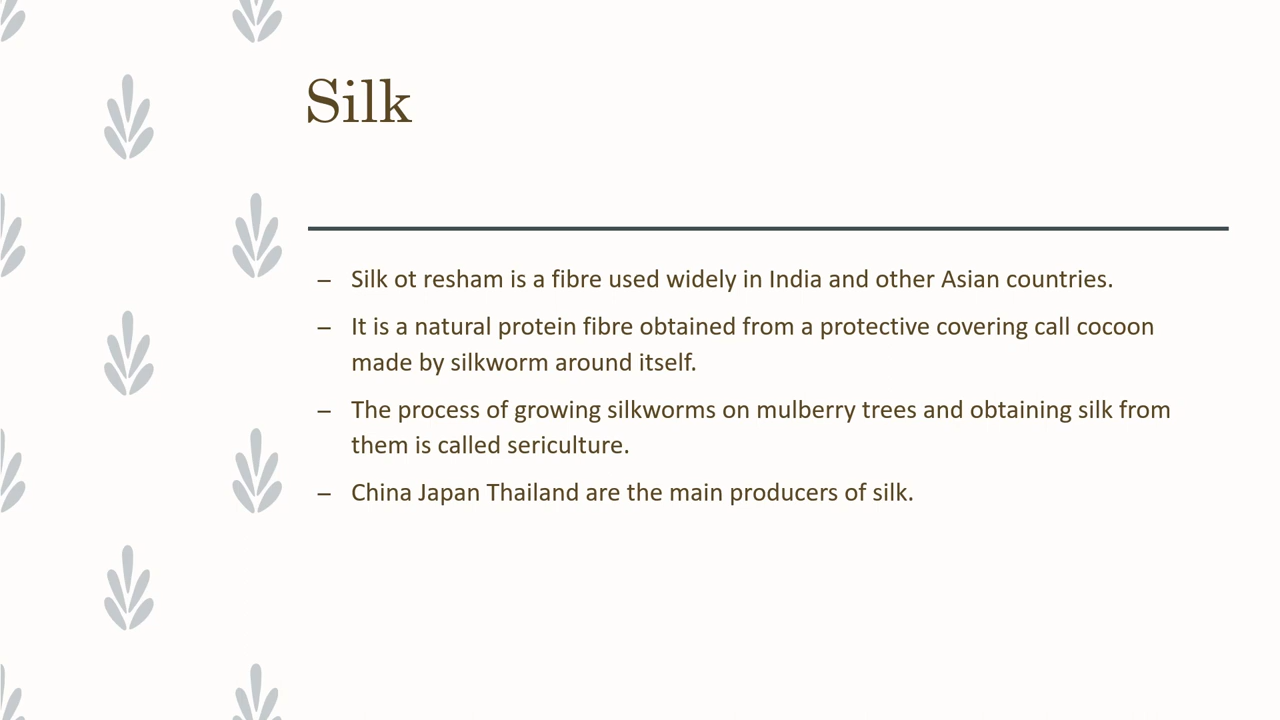 Silk
– Silk ot resham is a fibre used widely in India and other Asian countries.
– It is a natural protein fibre obtained from a protective covering call cocoon
made by silkworm around itself.
– The process of growing silkworms on mulberry trees and obtaining silk from
them is called sericulture.
– China Japan Thailand are the main producers of silk.